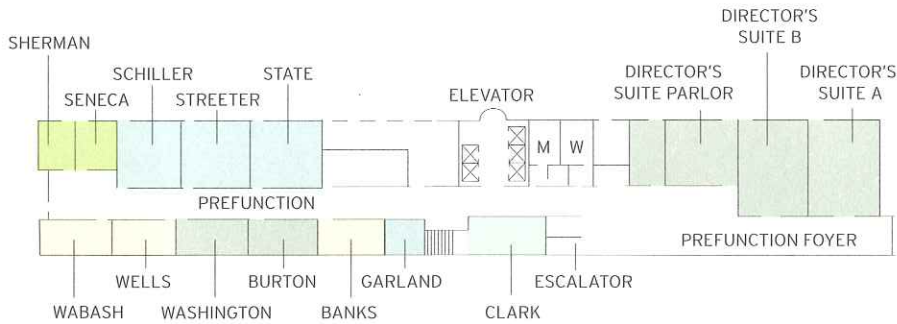 DIRECTOR'S
SUITE B
SHERMAN
SCHILLER
STATE
DIRECTOR'S
SUITE PARLOR
DIRECTOR'S
SUITE A
SENECA
STREETER
ELEVATOR
M
W
PREFUNCTION
PREFUNCTION FOYER
WELLS
BURTON
GARLAND
ESCALATOR
WABASH
WASHINGTON
BANKS
CLARK